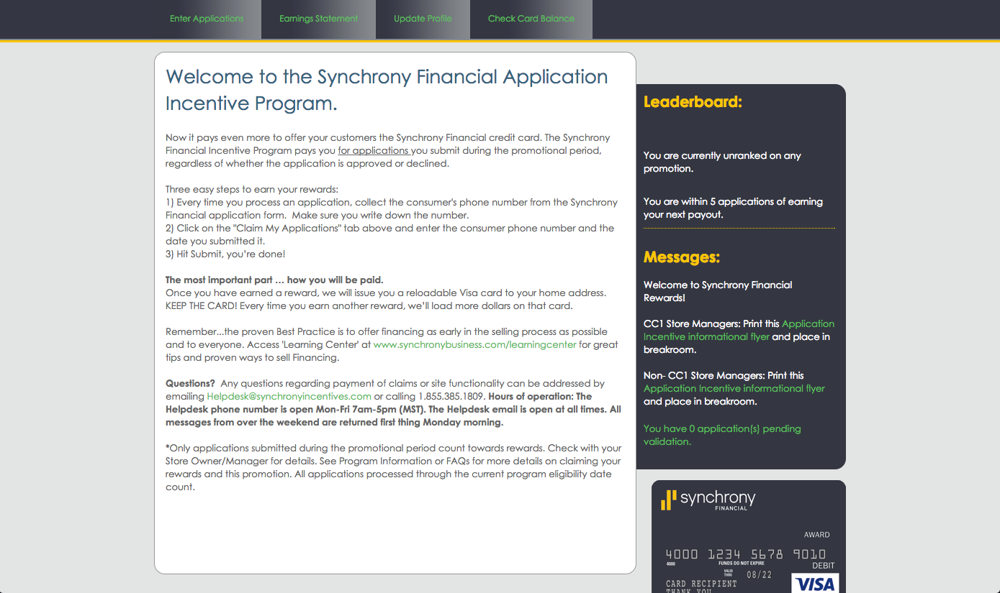 Enter Applications
Earnings Statement
Update Profile
Check Card Balance
Welcome to the Synchrony Financial Application
Incentive Program.
Now it pays even more to offer your customers the Synchrony Financial credit card. The Synchrony
Financial Incentive Program pays you for applications you submit during the promotional period,
regardless of whether the application is approved or declined.
Three easy steps to earn your rewards:
1) Every time you process an application, collect the consumer's phone number from the Synchrony
Financial application form.  Make sure you write down the number.
2) Click on the "Claim My Applications" tab above and enter the consumer phone number and the
date you submitted it.
3) Hit Submit, you're done!
The most important part ... how you will be paid.
Once you have earned a reward, we will issue you a reloadable Visa card to your home address.
KEEP THE CARD! Every time you earn another reward, we'll load more dollars on that card.
Remember...the proven Best Practice is to offer financing as early in the selling process as possible
and to everyone. Access 'Learning Center' at www.synchronybusiness.com/learningcenter for great
tips and proven ways to sell Financing.
Questions?  Any questions regarding payment of claims or site functionality can be addressed by
emailing Helpdesk@synchronyincentives.com or calling 1.855.385.1809. Hours of operation: The
Helpdesk phone number is open Mon-Fri 7am-5pm (MST). The Helpdesk email is open at all times. All
messages from over the weekend are returned first thing Monday morning.
*Only applications submitted during the promotional period count towards rewards. Check with your
Store Owner/Manager for details. See Program Information or FAQs for more details on claiming your
rewards and this promotion. All applications processed through the current program eligibility date
count.
Leaderboard:
You are currently unranked on any
promotion.
You are within 5 applications of earning
your next payout.
Messages:
Welcome to Synchrony Financial
Rewards!
CC1 Store Managers: Print this Application
Incentive informational flyer and place in
breakroom.
Non- CC1 Store Managers: Print this
Application Incentive informational flyer
and place in breakroom.
You have 0 application(s) pending
validation.
synchrony
FINANCIAL
AWARD
4000 1234 5678 9010
4000 FUNDS DO NOT EXPIRE
DEBIT
VALID
THRU 08/22
CARD RECIPIENT
THANK YOU
VISA